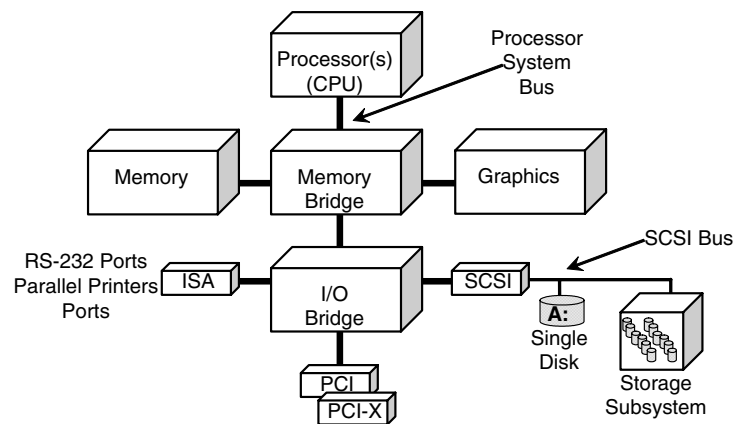 Processor(s)
(CPU)
Processor
System
Bus
Memory
Memory
Bridge
Graphics
SCSI Bus
RS-232 Ports
Parallel Printers
Ports
ISA
I/O
Bridge
SCSI
A:
Single
Disk
Storage
Subsystem
PCI
PCI-X